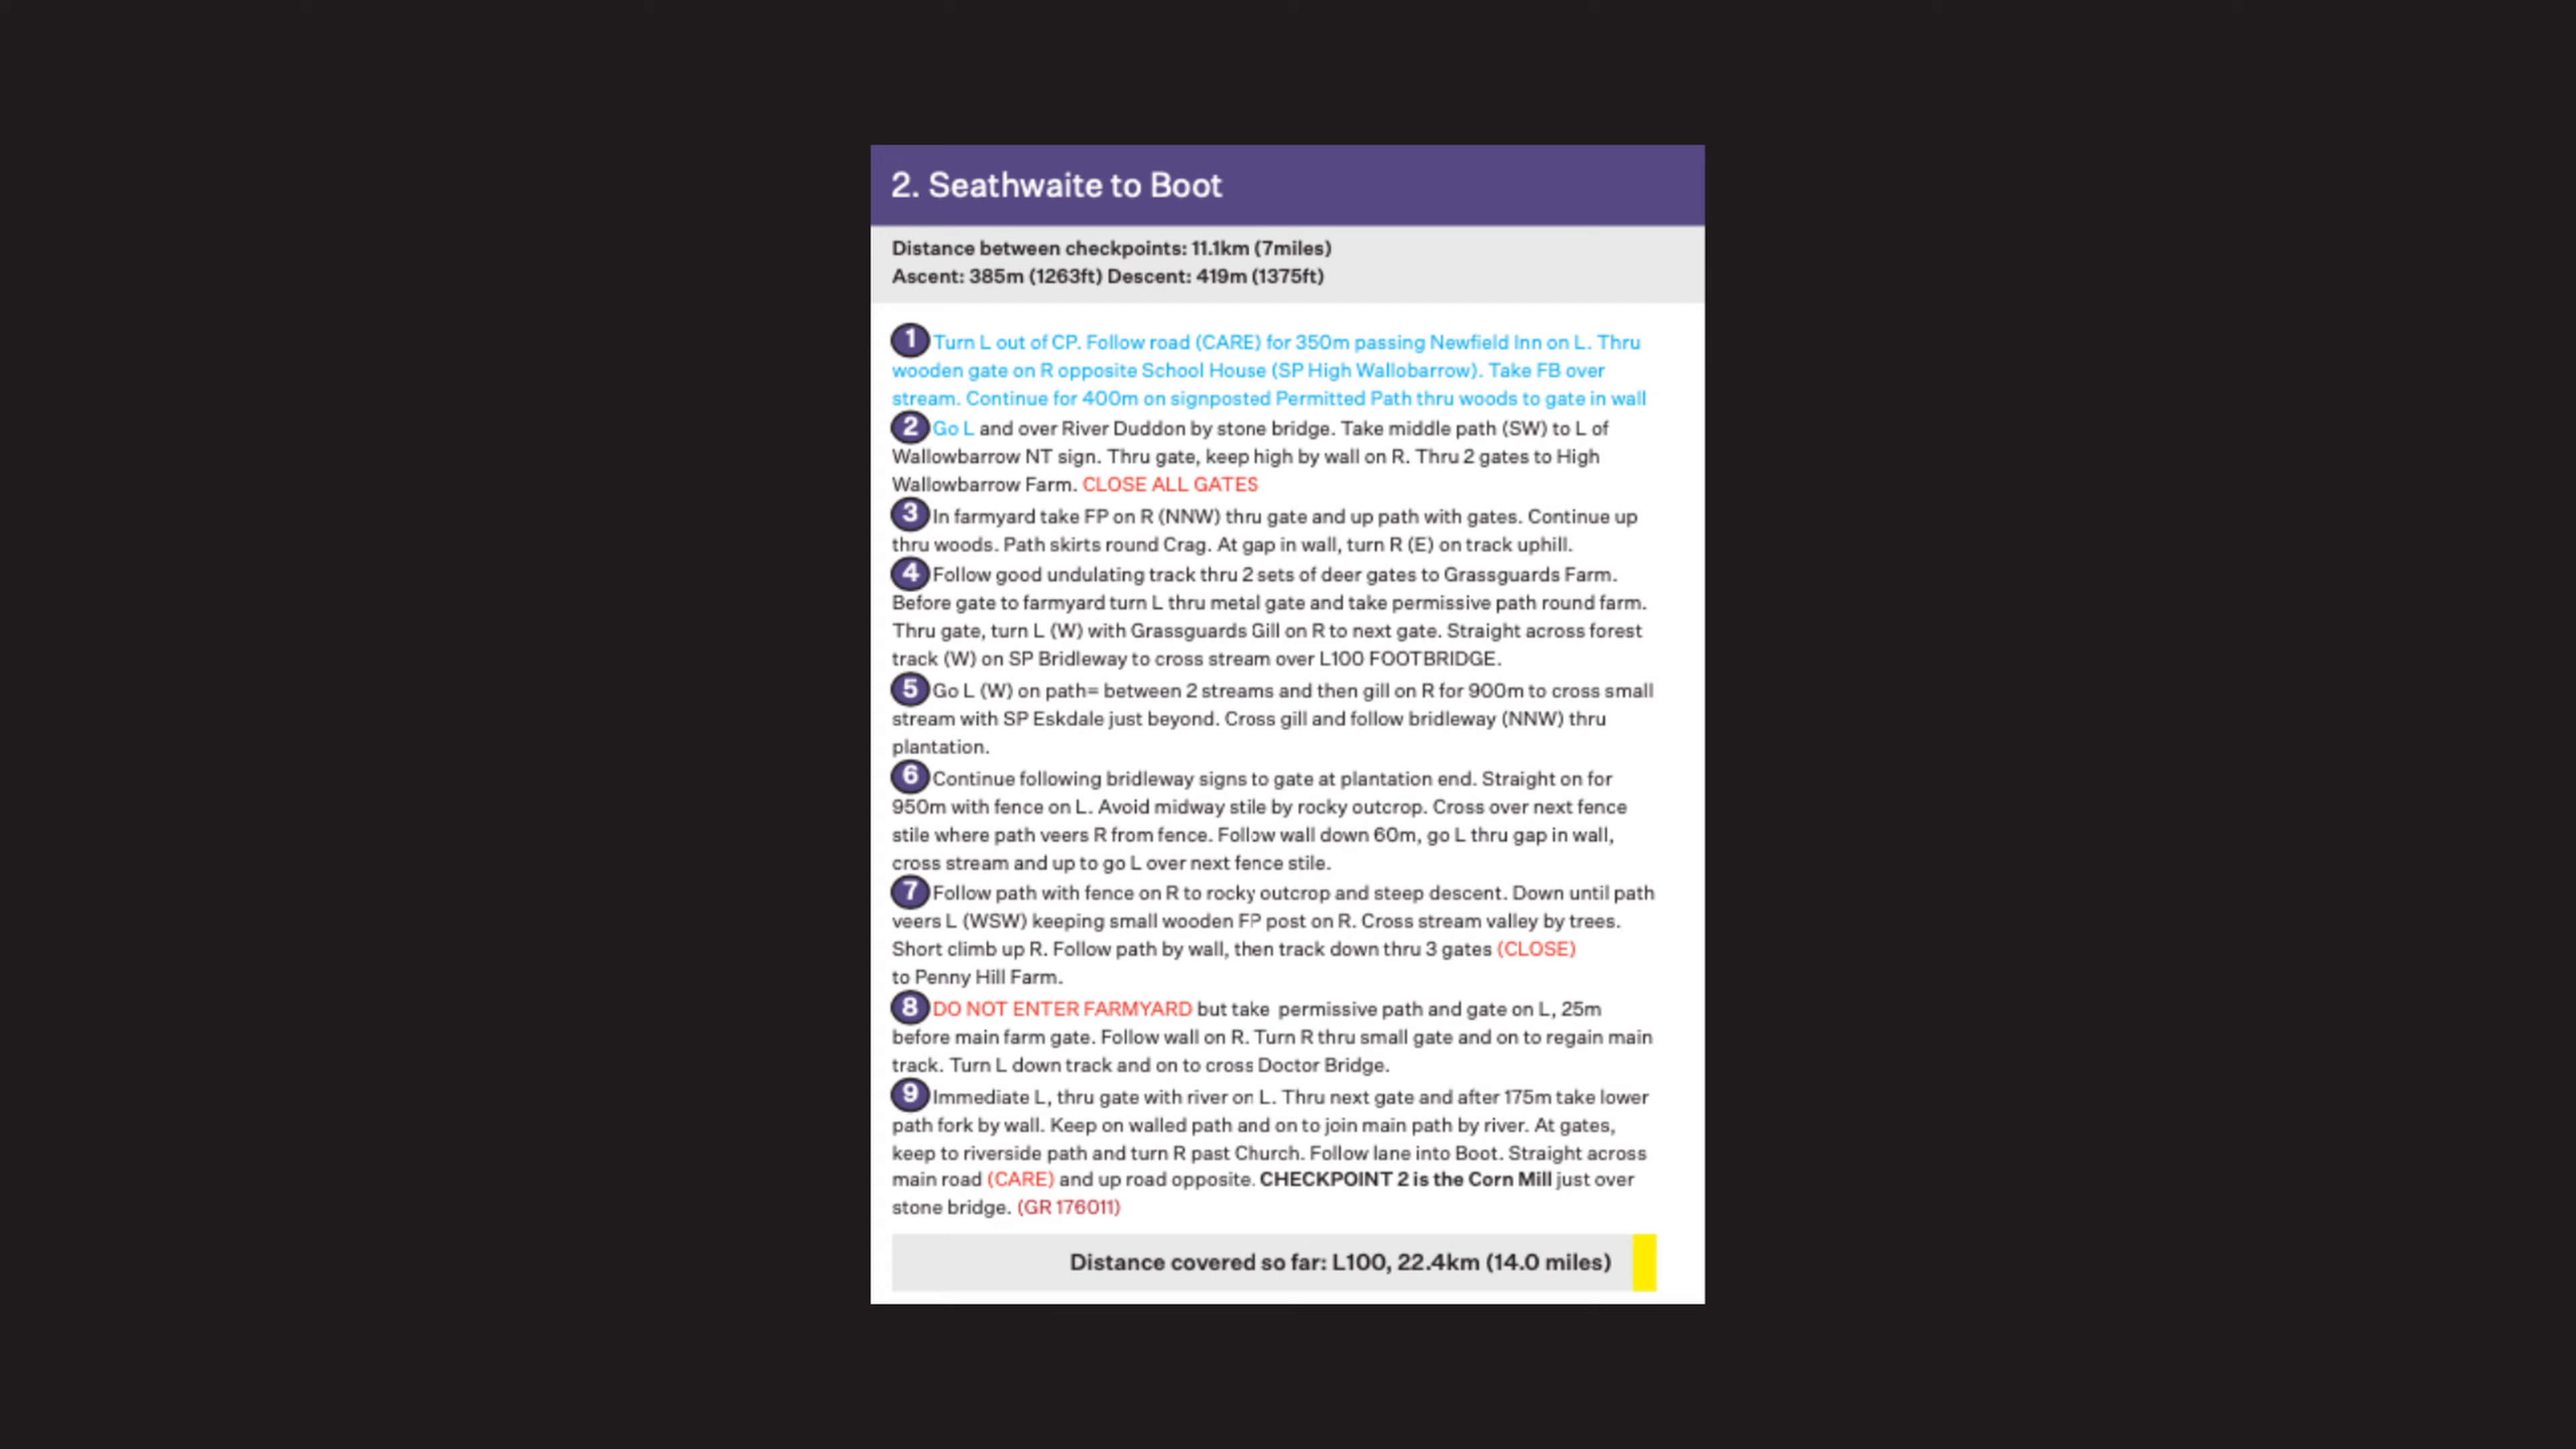 2. Seathwaite to Boot
Distance between checkpoints: 11.1km (7miles)
Ascent: 385m (1263ft) Descent: 419m (1375ft)
1 Turn L out of CP. Follow road (CARE) for 350m passing Newfield Inn on L. Thru
wooden gate on R opposite School House (SP High Wallobarrow). Take FB over
stream. Continue for 400m on signposted Permitted Path thru woods to gate in wall
2 Go L and over River Duddon by stone bridge. Take middle path (SW) to L of
Wallowbarrow NT sign. Thru gate, keep high by wall on R. Thru 2 gates to High
Wallowbarrow Farm. CLOSE ALL GATES
3 In farmyard take FP on R (NNW) thru gate and up path with gates. Continue up
thru woods. Path skirts round Crag. At gap in wall, turn R (E) on track uphill.
4 Follow good undulating track thru 2 sets of deer gates to Grassguards Farm.
Before gate to farmyard turn L thru metal gate and take permissive path round farm.
Thru gate, turn L (W) with Grassguards Gill on R to next gate. Straight across forest
track (W) on SP Bridleway to cross stream over L100 FOOTBRIDGE.
5 Go L (W) on path= between 2 streams and then gill on R for 900m to cross small
stream with SP Eskdale just beyond. Cross gill and follow bridleway (NNW) thru
plantation.
6 Continue following bridleway signs to gate at plantation end. Straight on for
950m with fence on L. Avoid midway stile by rocky outcrop. Cross over next fence
stile where path veers R from fence. Follow wall down 60m, go L thru gap in wall,
cross stream and up to go L over next fence stile.
7 Follow path with fence on R to rocky outcrop and steep descent. Down until path
veers L (WSW) keeping small wooden FP post on R. Cross stream valley by trees.
Short climb up R. Follow path by wall, then track down thru 3 gates (CLOSE)
to Penny Hill Farm.
8 DO NOT ENTER FARMYARD but take permissive path and gate on L, 25m
before main farm gate. Follow wall on R. Turn R thru small gate and on to regain main
track. Turn L down track and on to cross Doctor Bridge.
9 Immediate L, thru gate with river on L. Thru next gate and after 175m take lower
path fork by wall. Keep on walled path and on to join main path by river. At gates,
keep to riverside path and turn R past Church. Follow lane into Boot. Straight across
main road (CARE) and up road opposite. CHECKPOINT 2 is the Corn Mill just over
stone bridge. (GR 176011)
Distance covered so far: L100, 22.4km (14.0 miles)